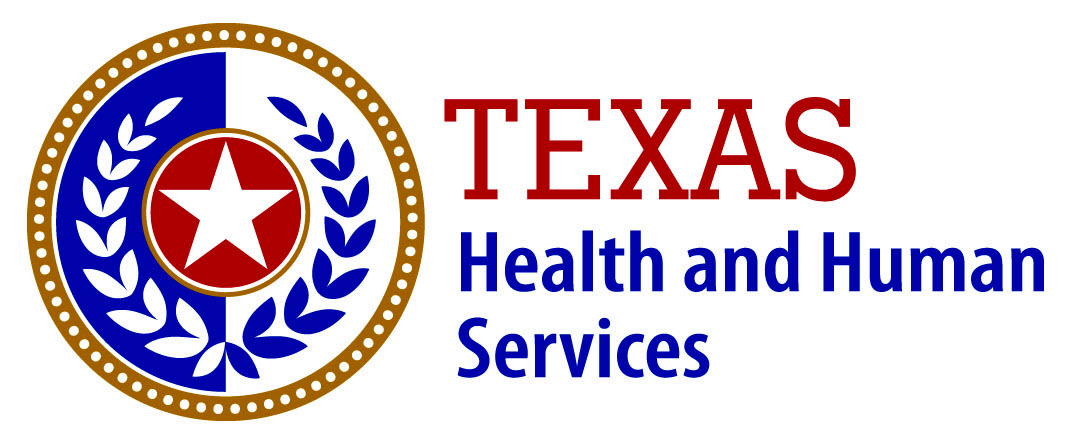 TEXAS
Health and Human
Services